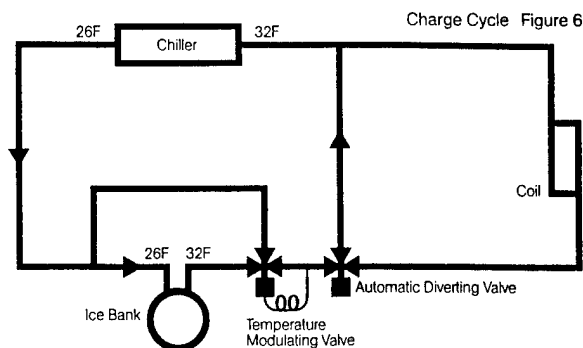 Charge Cycle Figure 6
26F
Chiller
32F
Coil
26F 32F
Ice Bank
Temperature
Modulating Valve
Automatic Diverting Valve